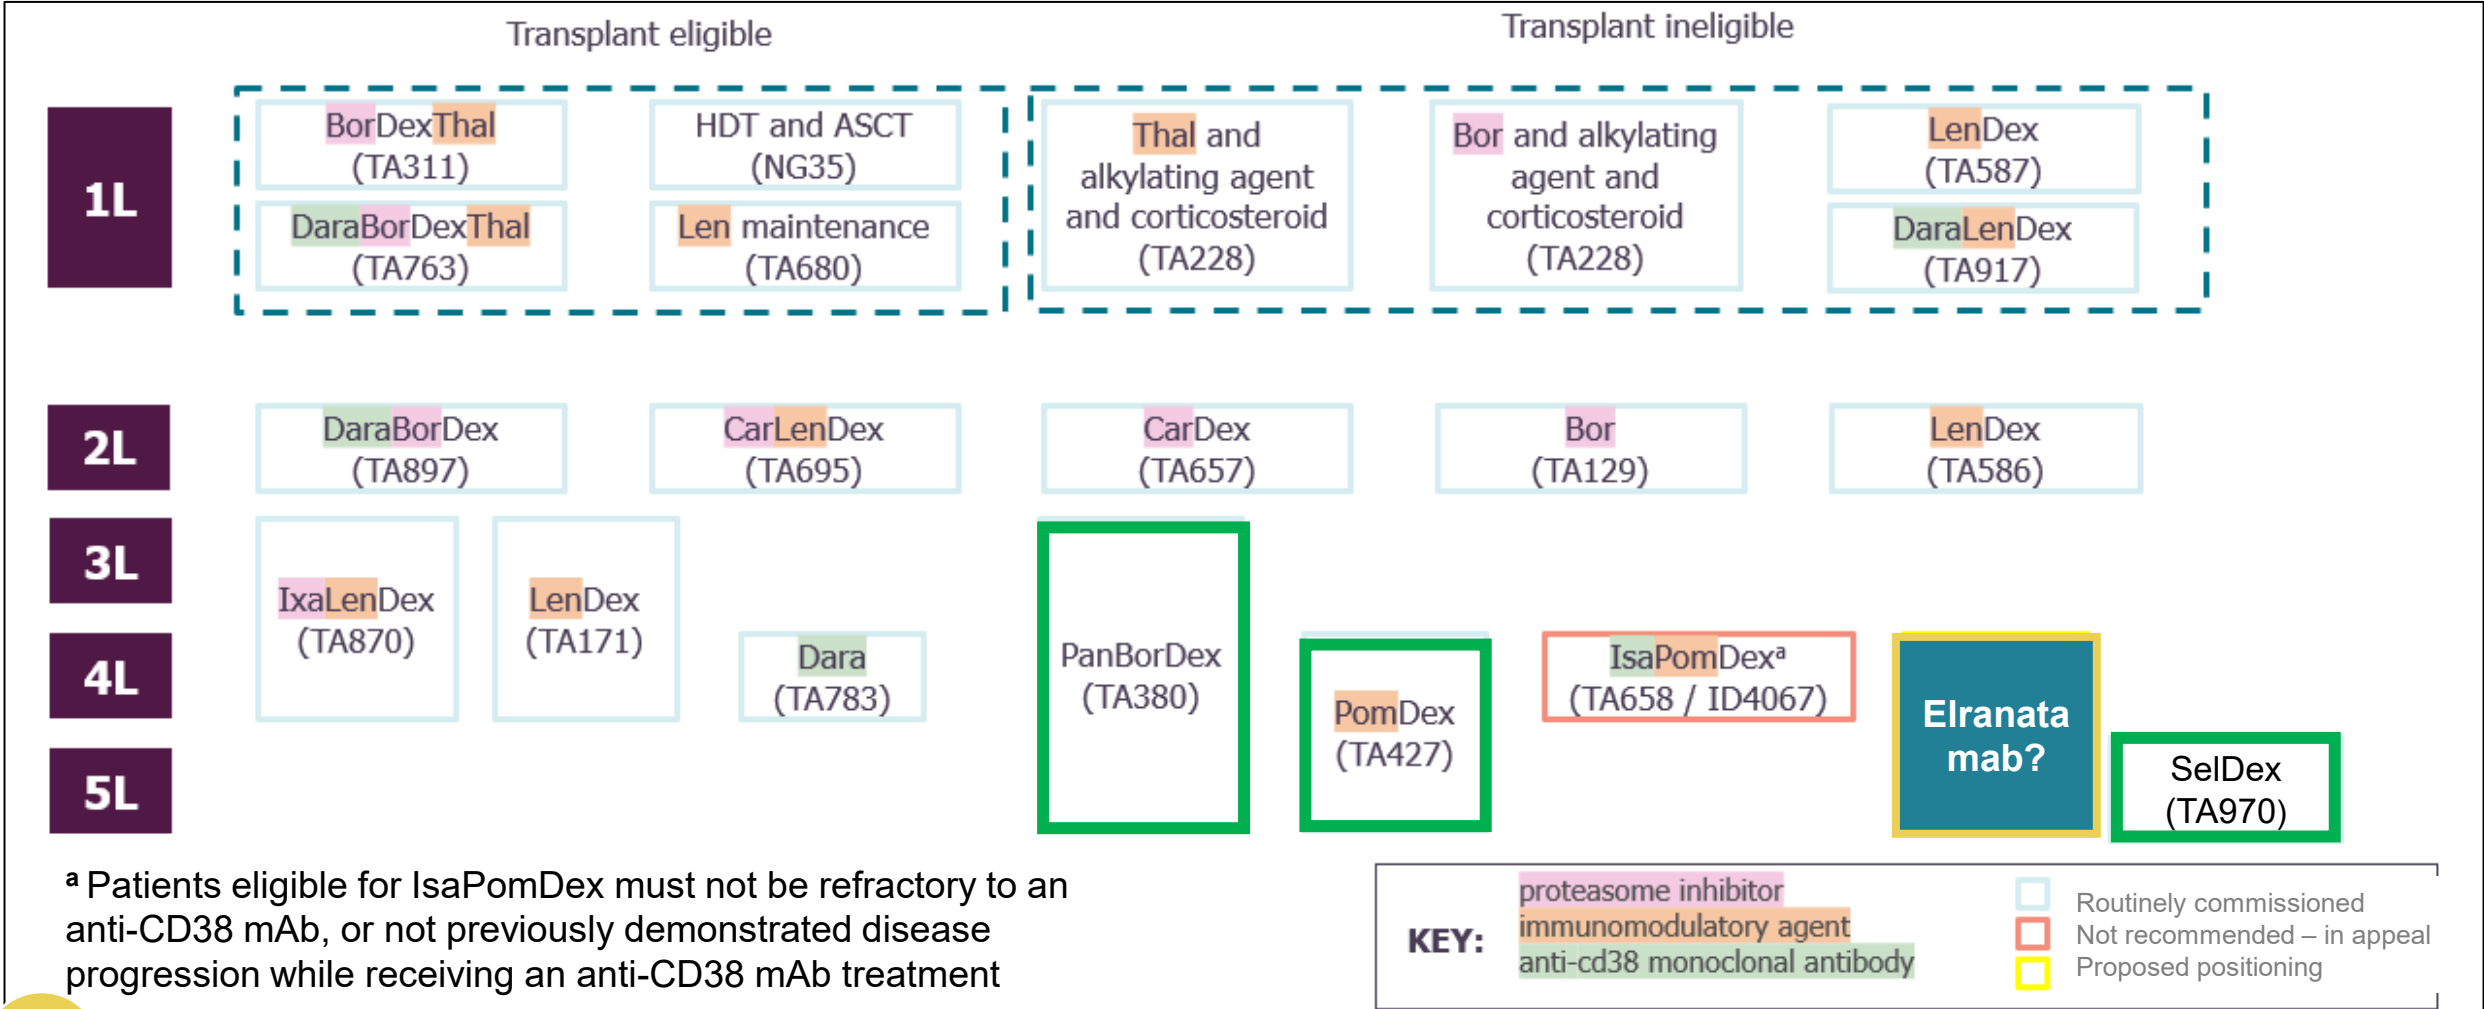 Transplant eligible
Transplant ineligible
1L
BorDexThal
(TA311)
HDT and ASCT
(NG35)
DaraBorDexThal
(TA763)
Len maintenance
(TA680)
Thal and
alkylating agent
and corticosteroid
(TA228)
Bor and alkylating
agent and
corticosteroid
(TA228)
LenDex
(TA587)
DaraLenDex
(TA917)
2L
DaraBorDex
(TA897)
CarLenDex
(TA695)
CarDex
(TA657)
Bor
(TA129)
LenDex
(TA586)
3L
4L
5L
IxaLenDex
(TA870)
LenDex
(TA171)
Dara
(TA783)
PanBorDex
(TA380)
PomDex
(TA427)
IsaPomDexᵃ
(TA658 / ID4067)
Elranata
mab?
SelDex
(TA970)
ᵃ Patients eligible for IsaPomDex must not be refractory to an
anti-CD38 mAb, or not previously demonstrated disease
progression while receiving an anti-CD38 mAb treatment
KEY:
proteasome inhibitor
immunomodulatory agent
anti-cd38 monoclonal antibody
Routinely commissioned
Not recommended – in appeal
Proposed positioning